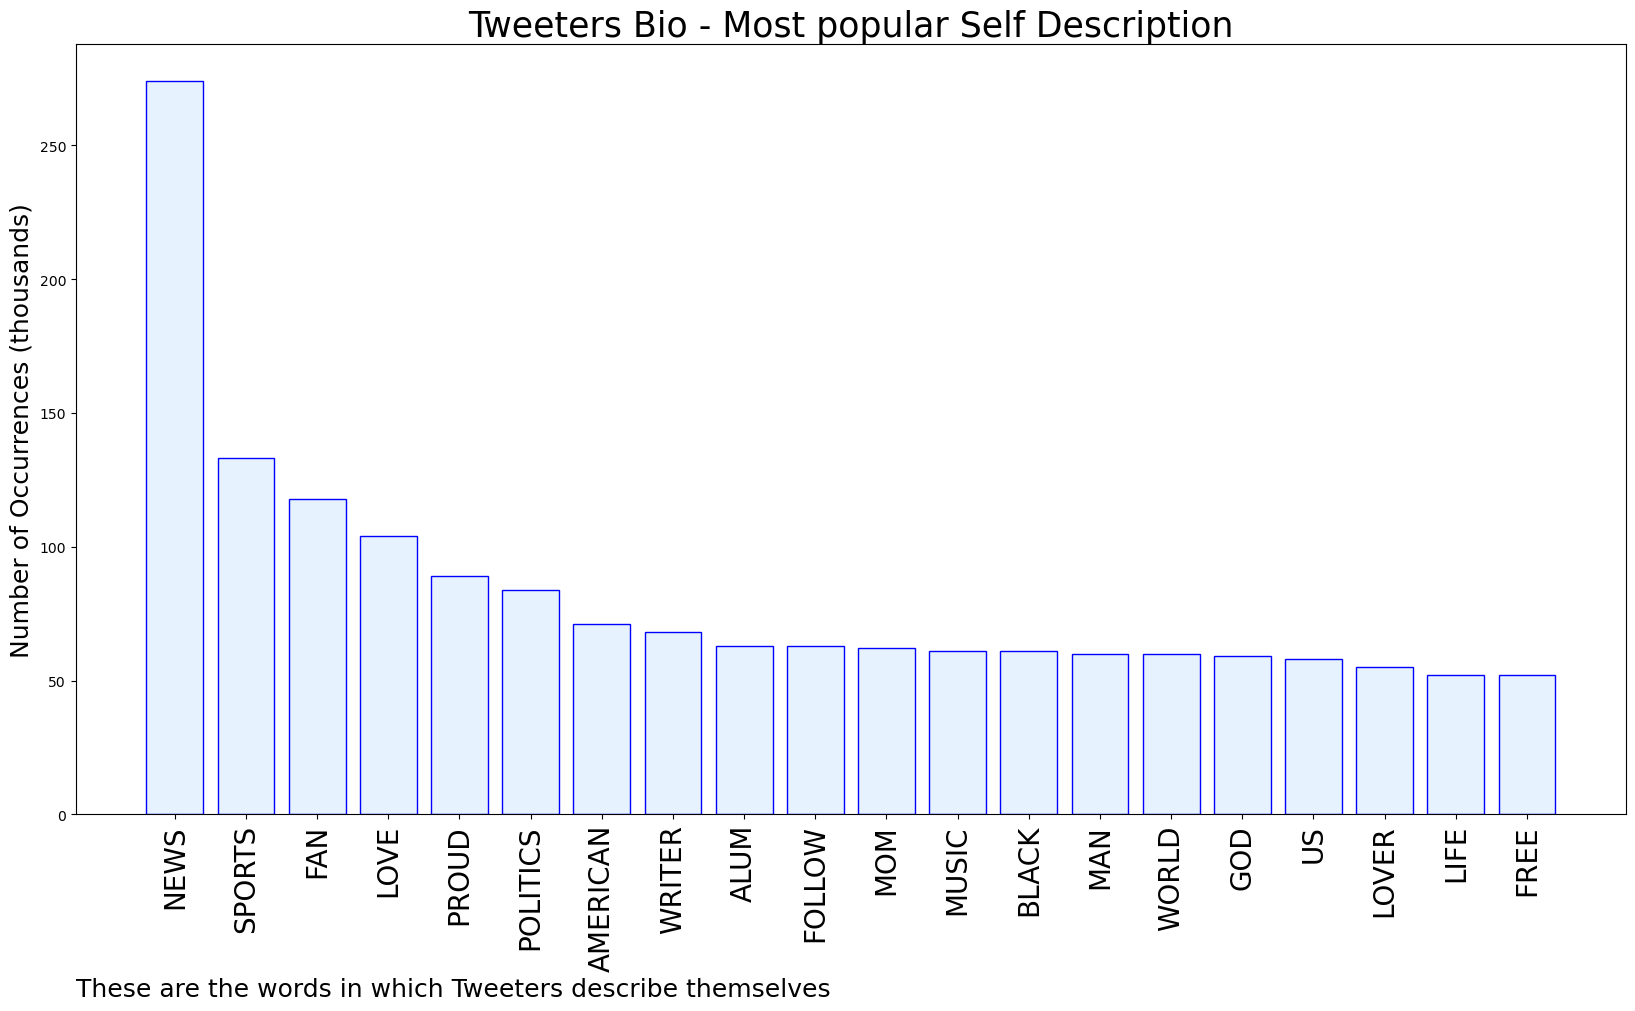 Tweeters Bio - Most popular Self Description
Number of Occurrences (thousands)
250
200
150
100
50
0
NEWS
SPORTS
FAN
LOVE
PROUD
POLITICS
AMERICAN
WRITER
ALUM
FOLLOW
MOM
MUSIC
BLACK
MAN
WORLD
GOD
US
LOVER
LIFE
FREE
These are the words in which Tweeters describe themselves